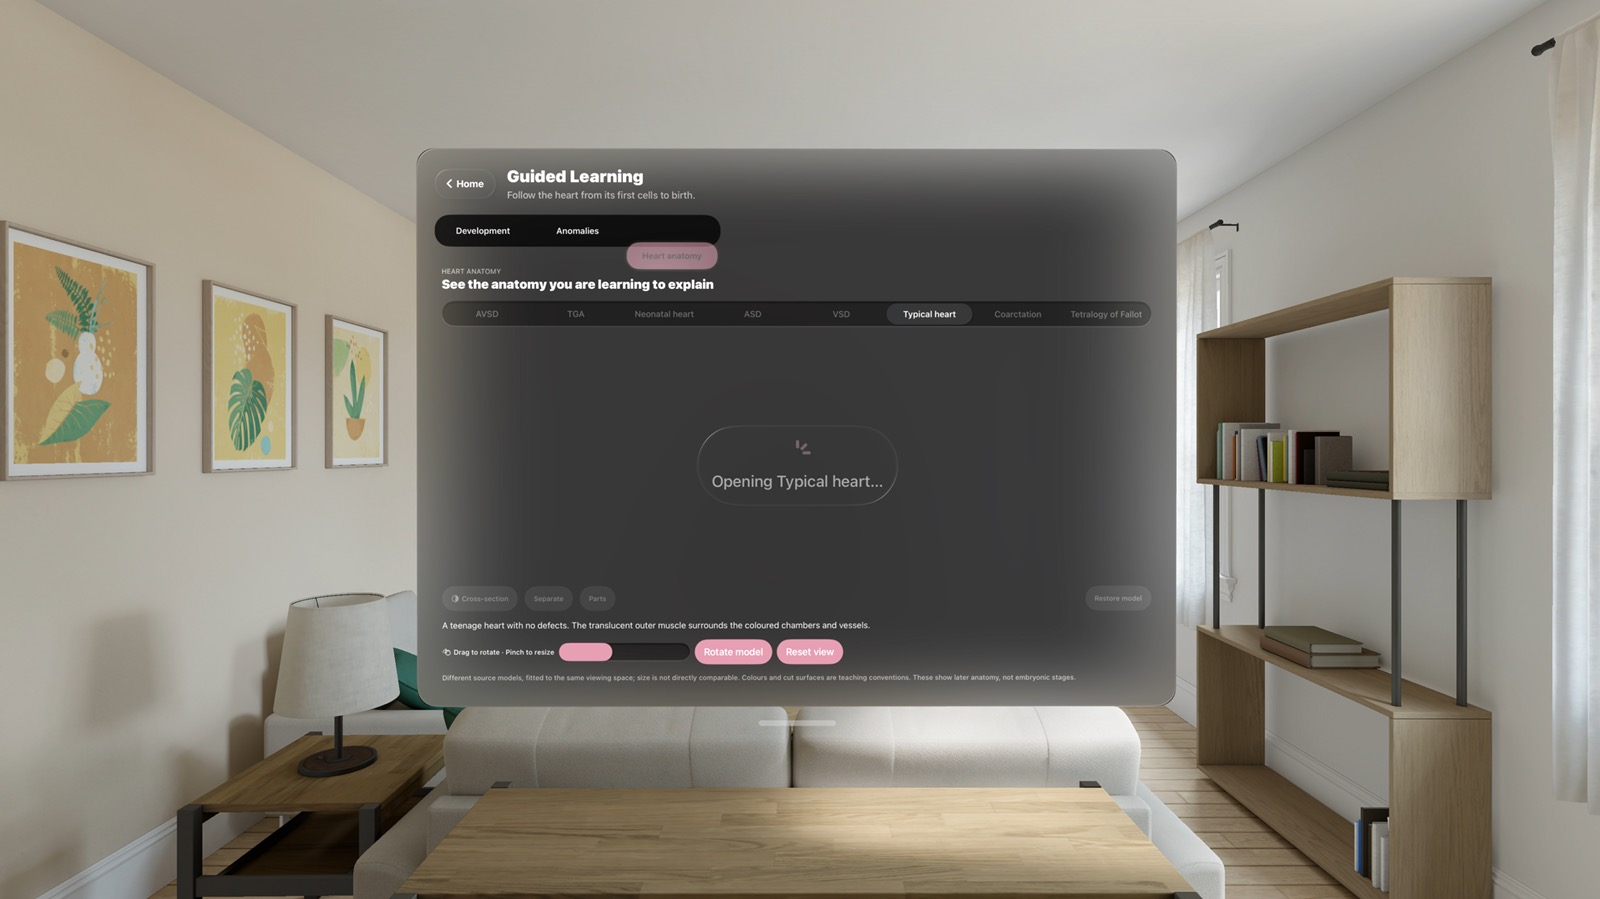 Home
Guided Learning
Follow the heart from its first cells to birth.
Development
Anomalies
Heart anatomy
HEART ANATOMY
See the anatomy you are learning to explain
AVSD
TGA
Neonatal heart
ASD
VSD
Typical heart
Coarctation
Tetralogy of Fallot
Opening Typical heart...
Cross-section
Separate
Parts
Restore model
A teenage heart with no defects. The translucent outer muscle surrounds the coloured chambers and vessels.
Drag to rotate · Pinch to resize
Rotate model
Reset view
Different source models, fitted to the same viewing space; size is not directly comparable. Colours and cut surfaces are teaching conventions. These show later anatomy, not embryonic stages.